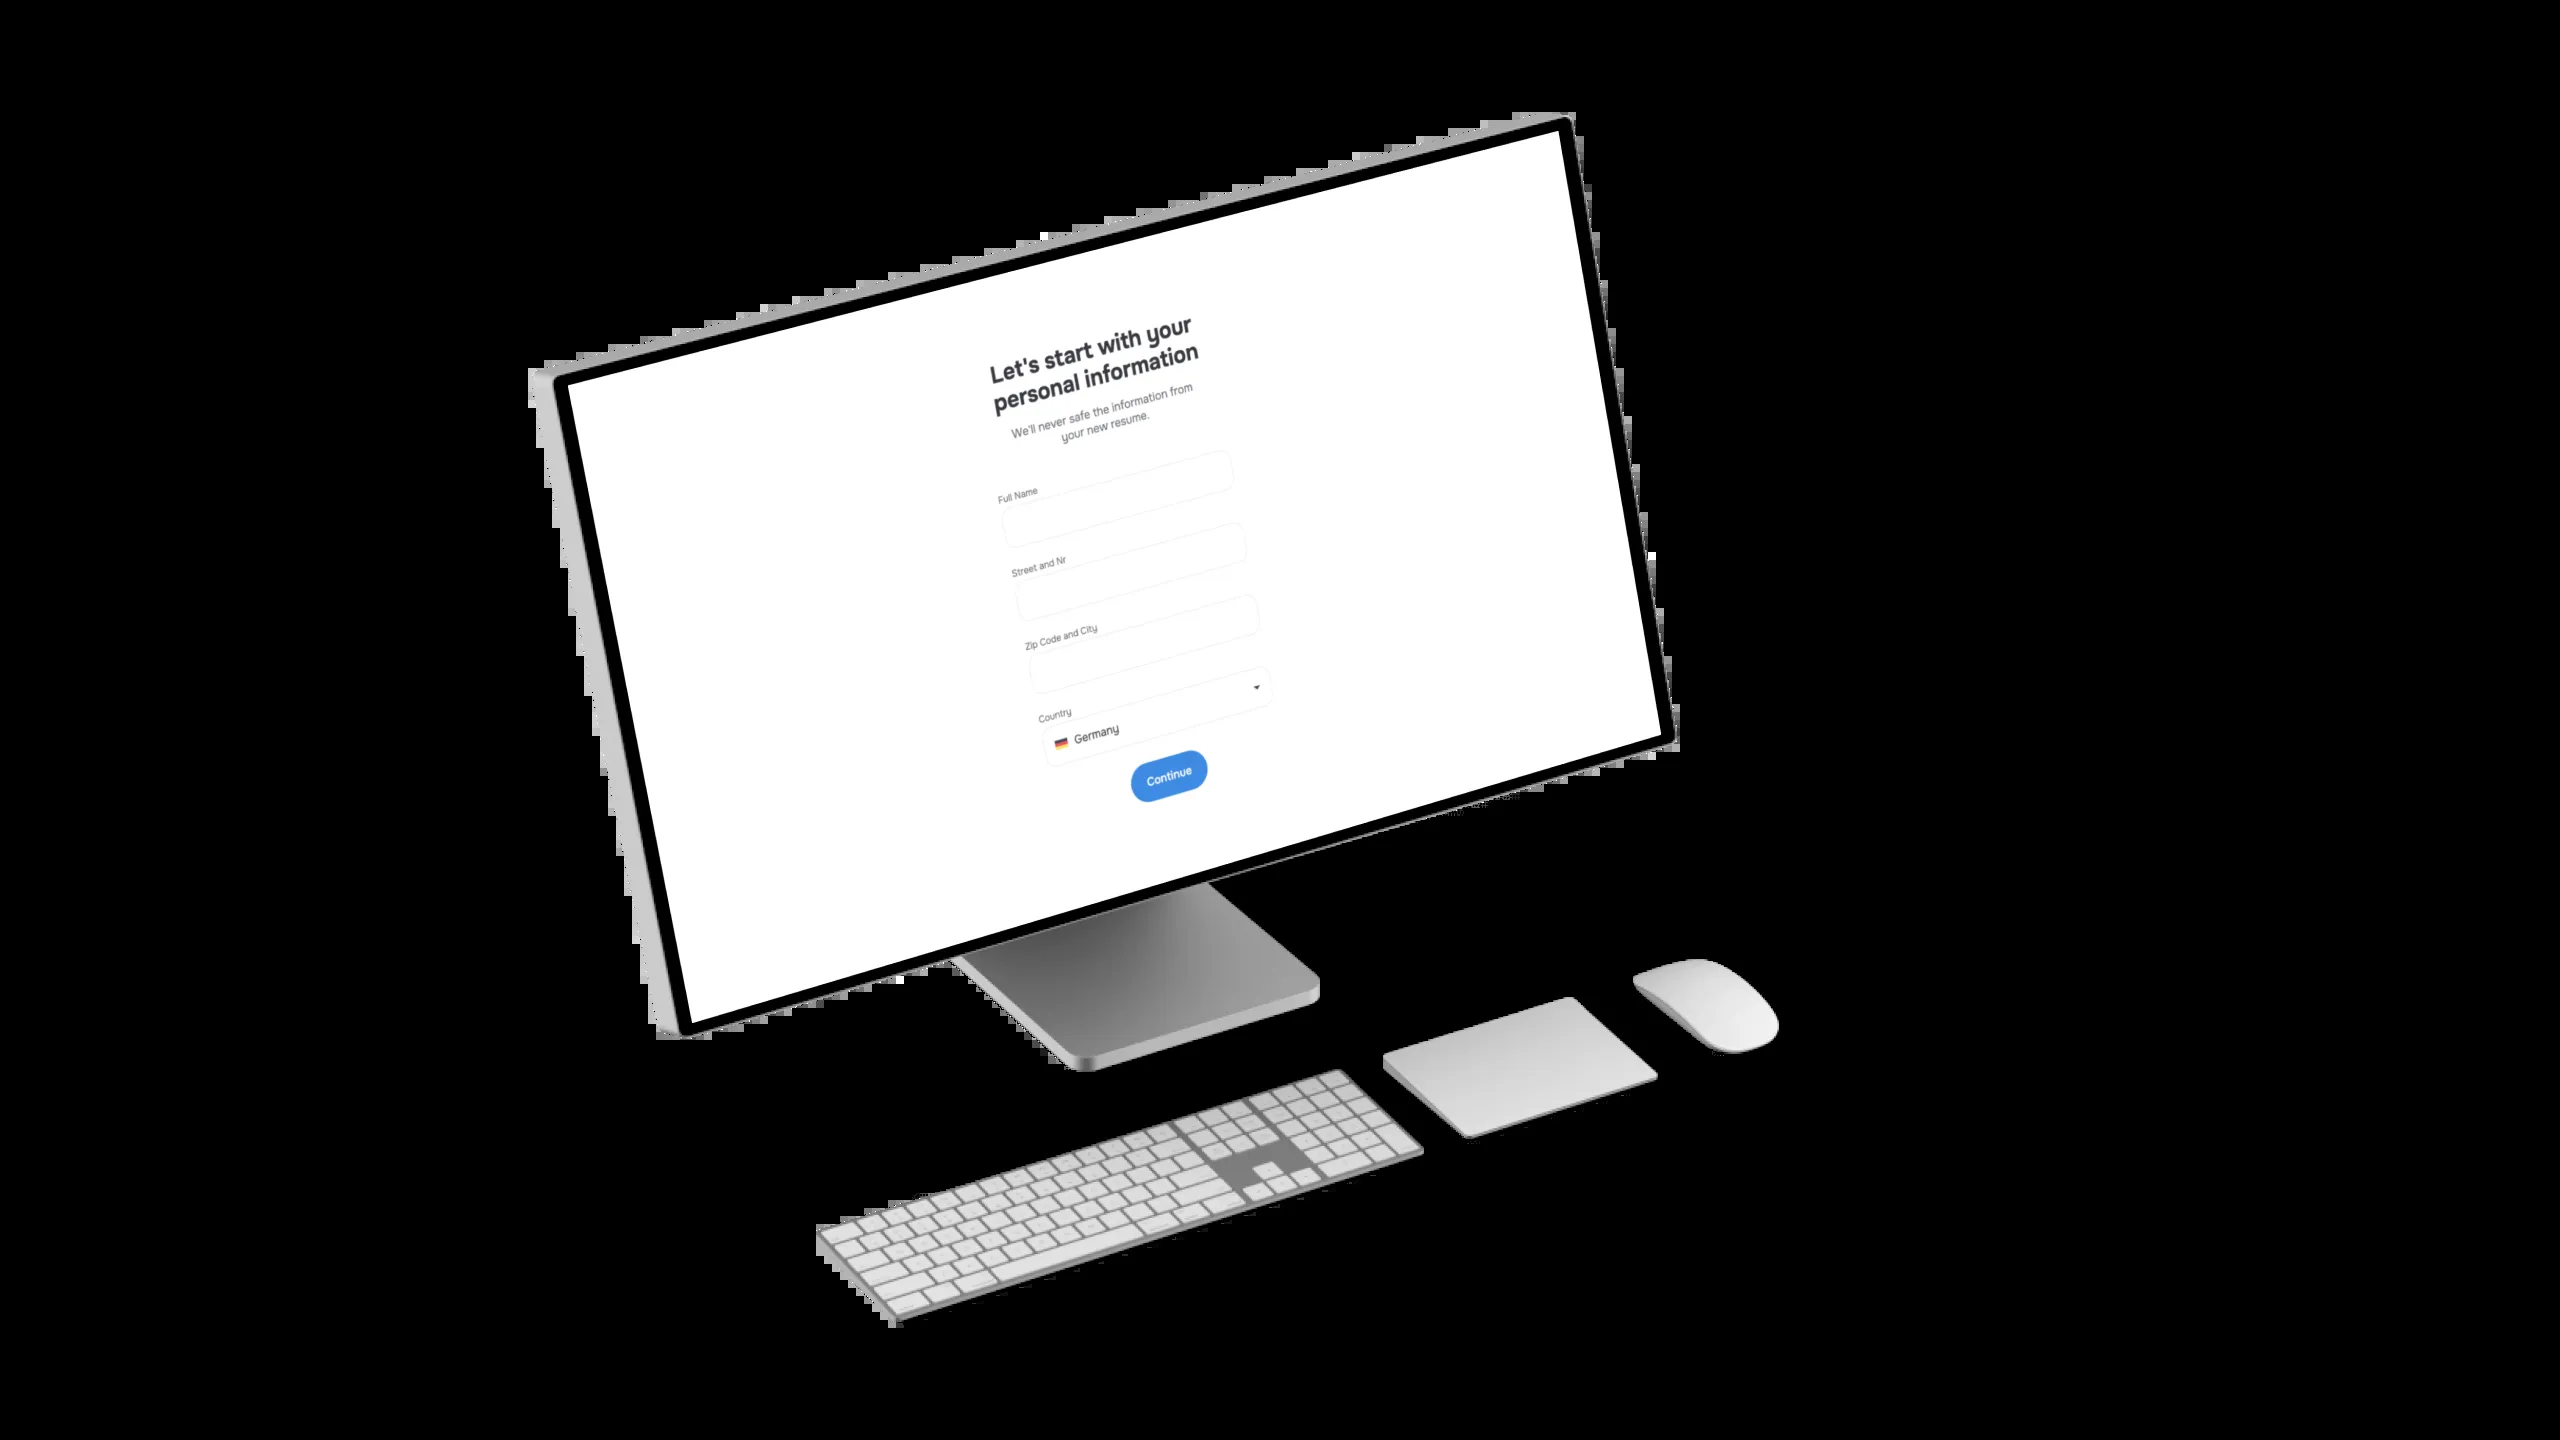 Let's start with your
personal information
We'll never safe the information from
your new resume.
Full Name
Street and Nr
Zip Code and City
Country
Germany
Continue